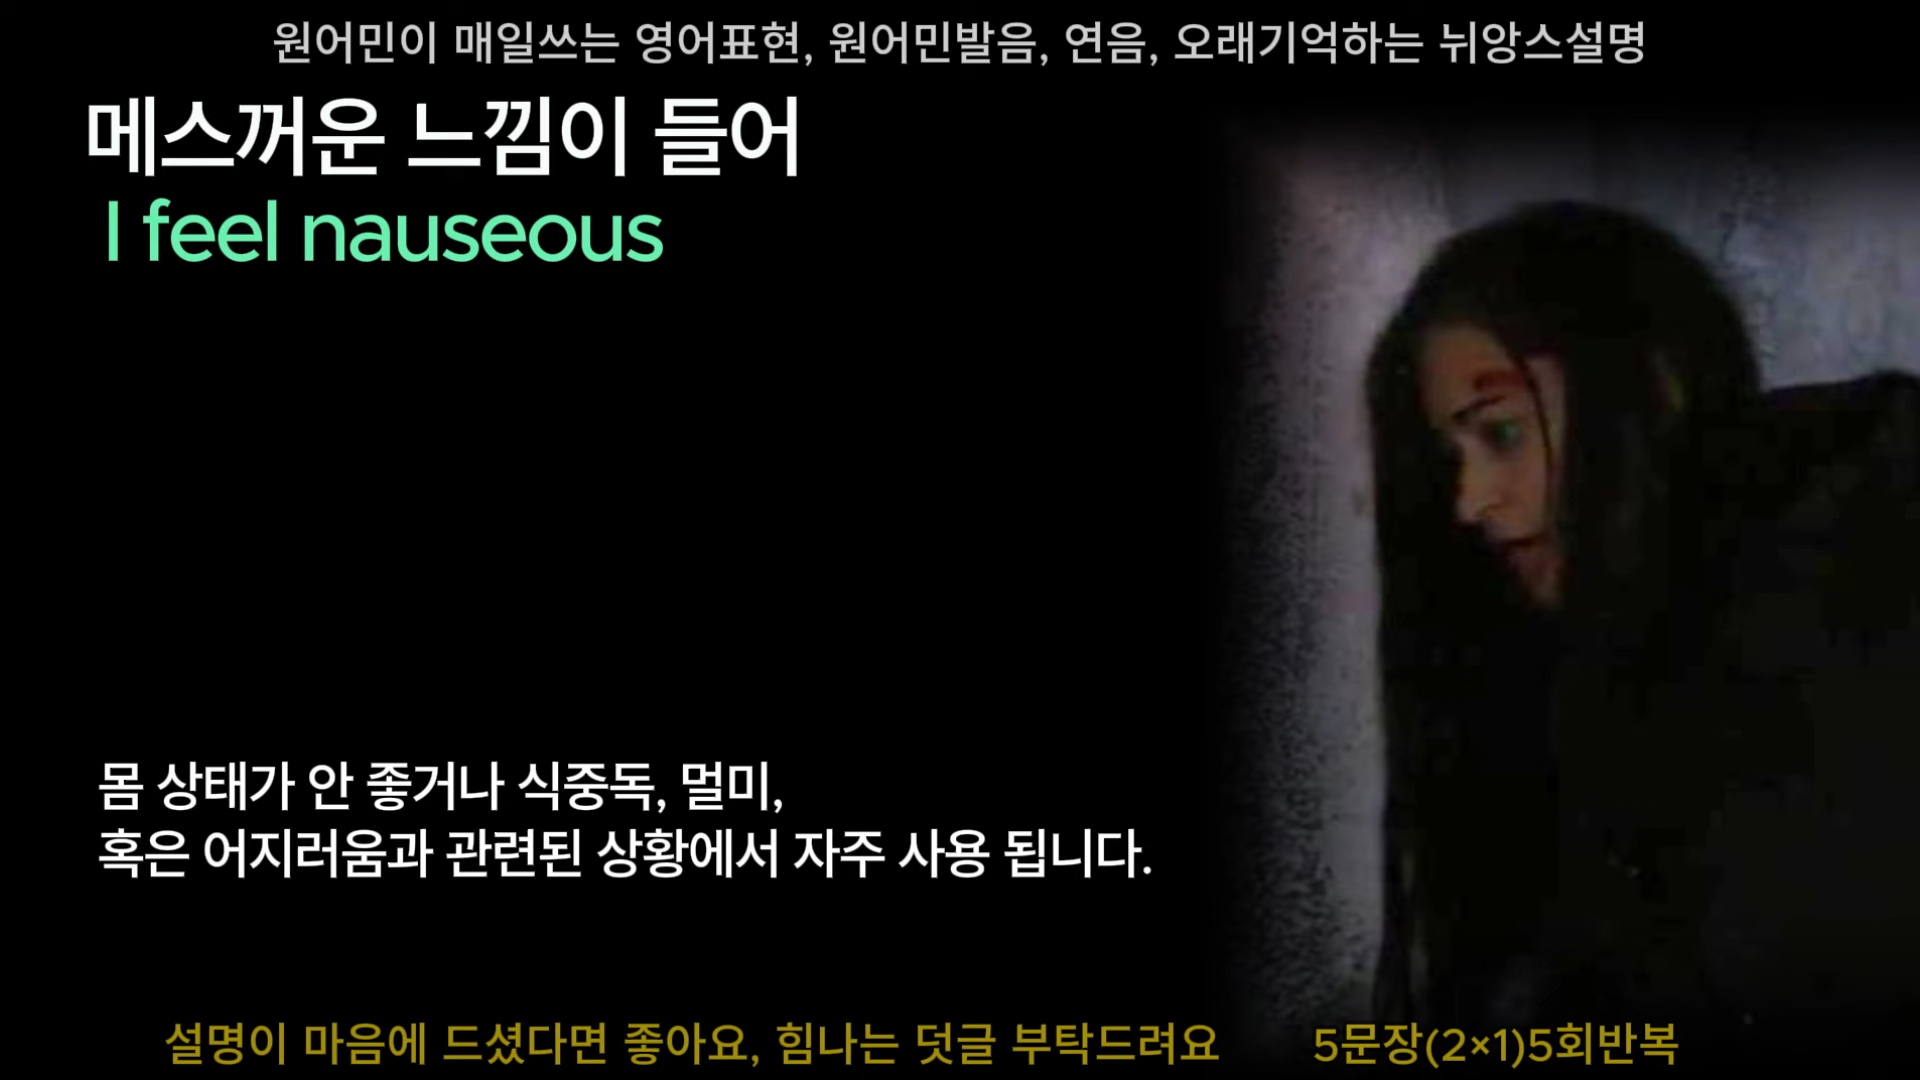 원어민이 매일쓰는 영어표현, 원어민발음, 연음, 오래기억하는 뉘앙스설명
메스꺼운 느낌이 들어
I feel nauseous
몸 상태가 안 좋거나 식중독, 멀미,
혹은 어지러움과 관련된 상황에서 자주 사용 됩니다.
설명이 마음에 드셨다면 좋아요, 힘나는 덧글 부탁드려요 5문장(2×1)5회반복